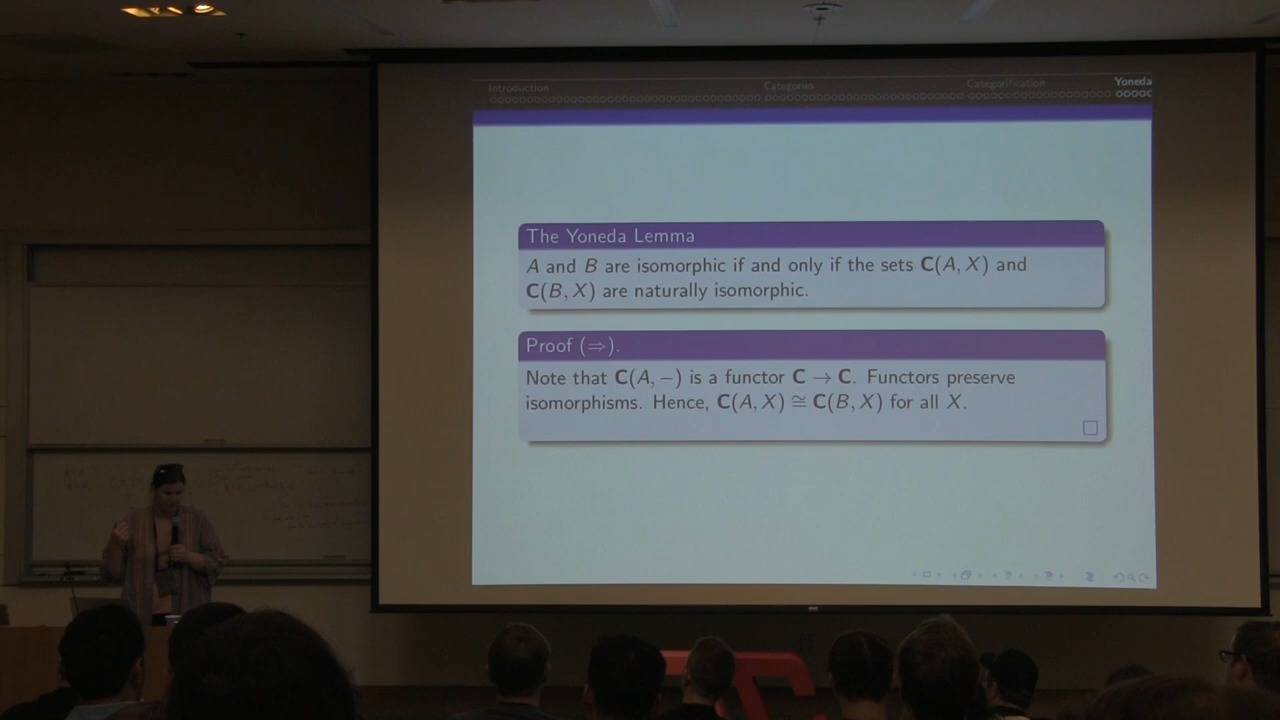 Introduction Categories Categorification Yoneda
The Yoneda Lemma
A and B are isomorphic if and only if the sets C(A, X) and
C(B, X) are naturally isomorphic.
Proof (⇒).
Note that C(A, −) is a functor C → C. Functors preserve
isomorphisms. Hence, C(A, X) ≅ C(B, X) for all X.